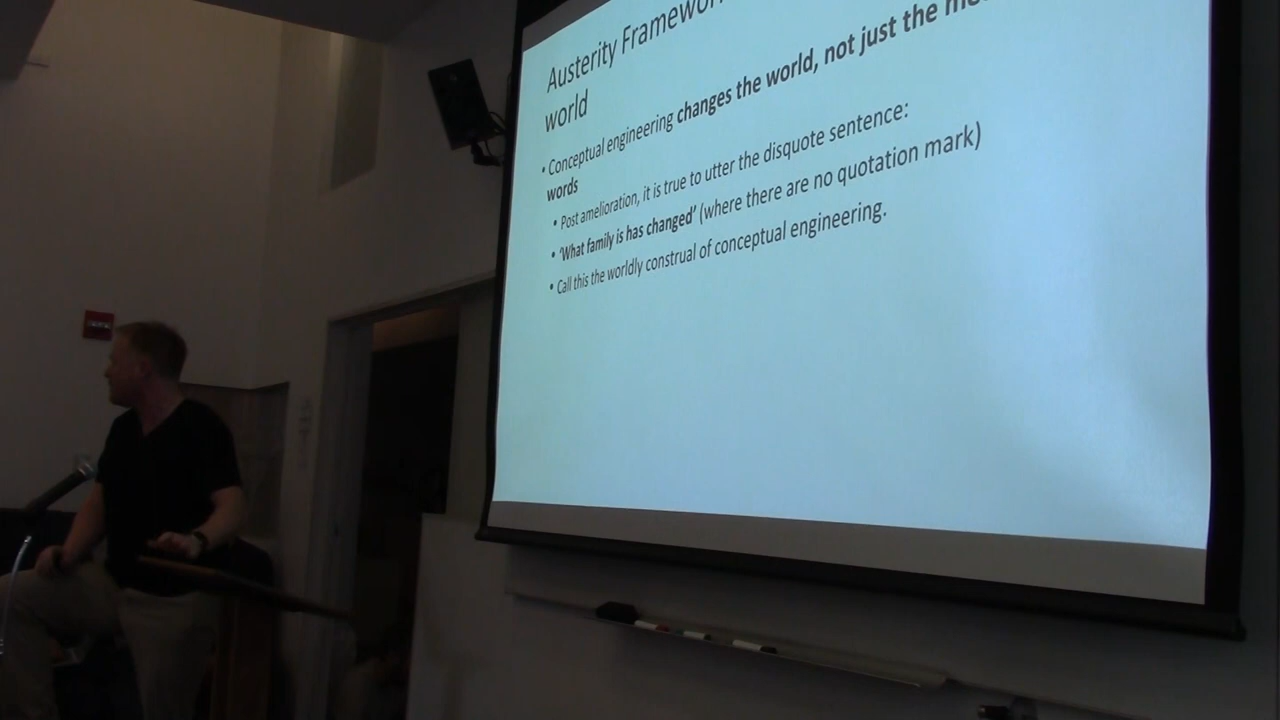 Austerity Framewor
world
• Conceptual engineering changes the world, not just the
words
• Post amelioration, it is true to utter the disquote sentence:
• 'What family is has changed' (where there are no quotation mark)
• Call this the worldly construal of conceptual engineering.